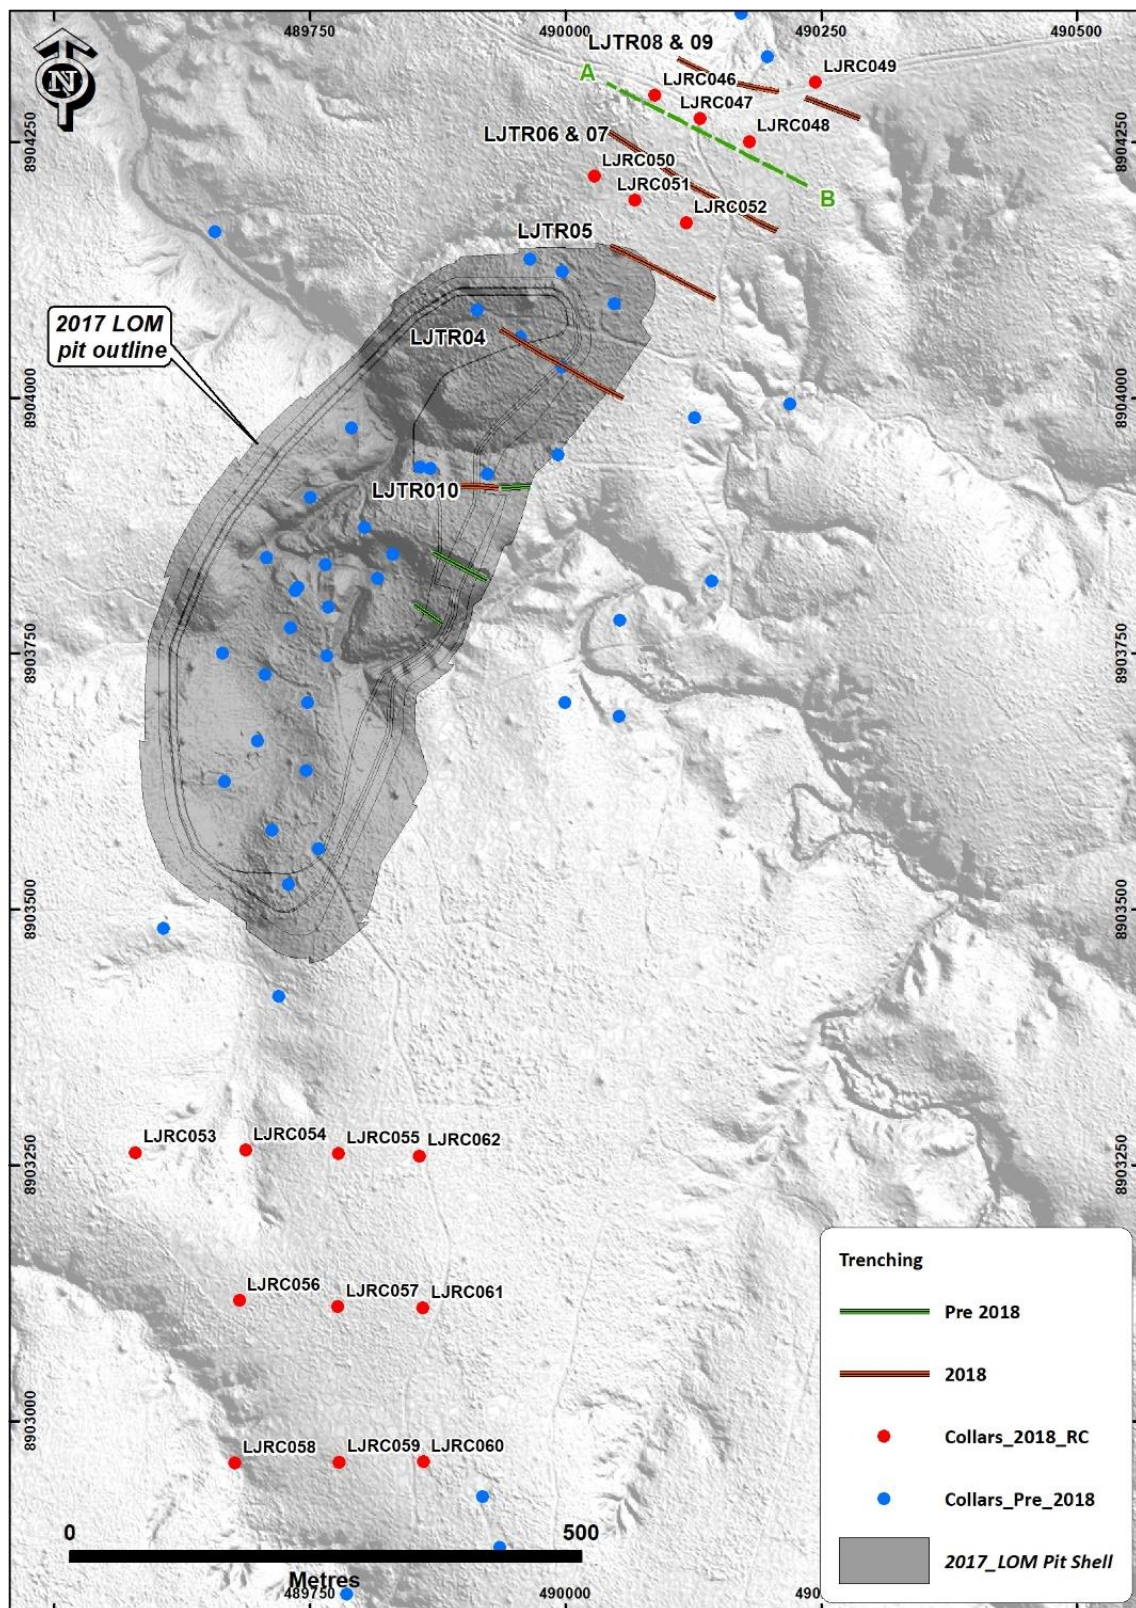 489750
490000
490250
490500
N
LJTR08 & 09
A
LJRC049
LJRC046
LJRC047
8904250
8904250
LJTR06 & 07
LJRC048
LJRC050
LJRC051
B
LJRC052
LJTR05
2017 LOM
pit outline
LJTR04
8904000
8904000
LJTR010
8903750
8903750
8903500
8903500
LJRC053
LJRC054
LJRC055
LJRC062
8903250
8903250
LJRC056
LJRC057
LJRC061
Trenching
Pre 2018
2018
8903000
LJRC058
LJRC059
LJRC060
Collars_2018_RC
Collars_Pre_2018
0
500
2017_LOM Pit Shell
Metres
489750
490000